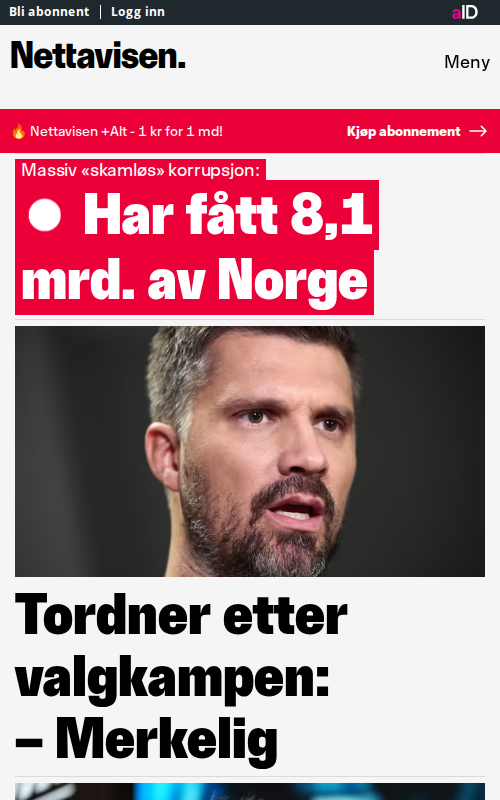 Bli abonnent | Logg inn
aID
Nettavisen.
Meny
🔥 Nettavisen +Alt - 1 kr for 1 md!
Kjøp abonnement →
Massiv «skamløs» korrupsjon:
Har fått 8,1
mrd. av Norge
Tordner etter
valgkampen:
– Merkelig